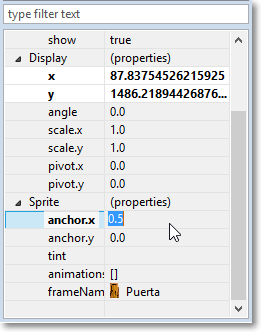 type filter text
show true
Display (properties)
x 87.83754526215925
y 1486.21894426876...
angle 0.0
scale.x 1.0
scale.y 1.0
pivot.x 0.0
pivot.y 0.0
Sprite (properties)
anchor.x 0.5
anchor.y 0.0
tint
animations []
frameNam Puerta